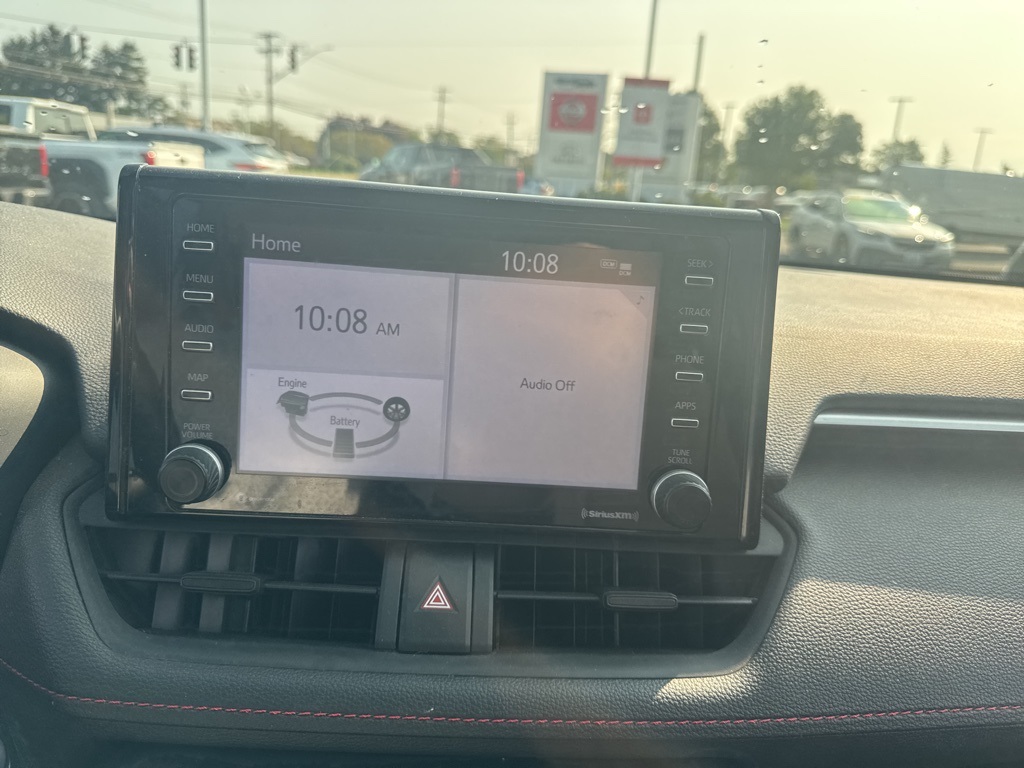 HOME
MENU
AUDIO
MAP
POWER
VOLUME
Home
10:08
DCM
10:08 AM
Engine
Battery
Audio Off
SEEK >
< TRACK
PHONE
APPS
TUNE
SCROLL
((SiriusXM))